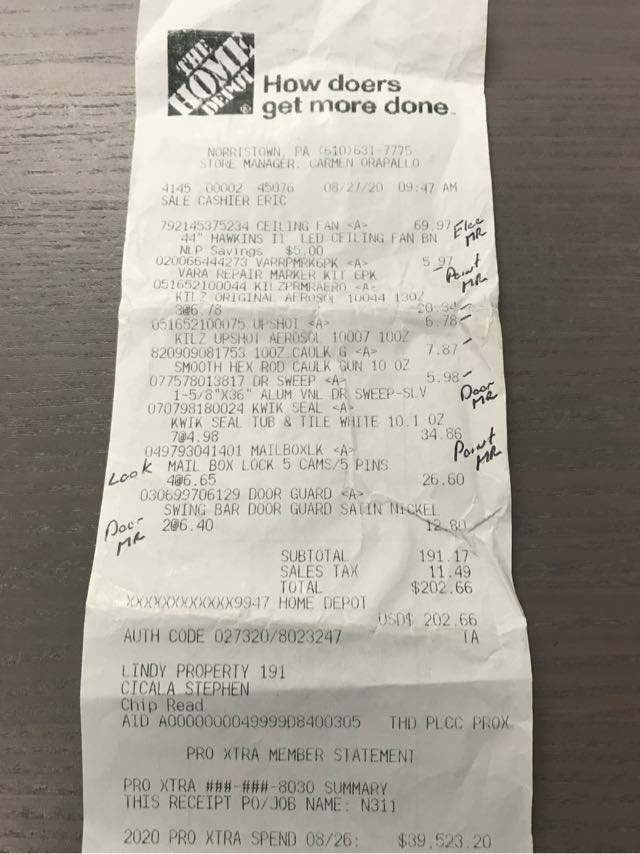 THE HOME DEPOT
How doers
get more done™
NORRISTOWN, PA (610)631-7775
STORE MANAGER: CARMEN ORAPALLO
4145 00002 45076 08/27/20 09:47 AM
SALE CASHIER ERIC
792145375234 CEILING FAN <A> 69.97 Elec
44" HAWKINS II LED CEILING FAN BN MR
NLP Savings $5.00
020066444273 VARRPMRK6PK <A> 5.97
VARA REPAIR MARKER KIT 6PK Paint
051652100044 KILZPRMRAERO <A> MR
KILZ ORIGINAL AEROSOL 10044 13OZ
3@6.78 20.34
051652100075 UPSHOT <A> 6.78
KILZ UPSHOT AEROSOL 10007 10OZ
820909081753 10OZ CAULK G <A> 7.87
SMOOTH HEX ROD CAULK GUN 10 OZ
077578013817 DR SWEEP <A> 5.98
1-5/8"X36" ALUM VNL DR SWEEP-SLV Door
070798180024 KWIK SEAL <A> MR
KWIK SEAL TUB & TILE WHITE 10.1 OZ
7@4.98 34.86
049793041401 MAILBOXLK <A> Paint
Lock MAIL BOX LOCK 5 CAMS/5 PINS MR
4@6.65 26.60
030699706129 DOOR GUARD <A>
SWING BAR DOOR GUARD SATIN NICKEL
Door 2@6.40 12.80
MR
SUBTOTAL 191.17
SALES TAX 11.49
TOTAL $202.66
XXXXXXXXXXXX9947 HOME DEPOT
USD$ 202.66
AUTH CODE 027320/8023247 TA
LINDY PROPERTY 191
CICALA STEPHEN
Chip Read
AID A0000000049999D8400305 THD PLCC PROX
PRO XTRA MEMBER STATEMENT
PRO XTRA ###-###-8030 SUMMARY
THIS RECEIPT PO/JOB NAME: N311
2020 PRO XTRA SPEND 08/26: $39,523.20